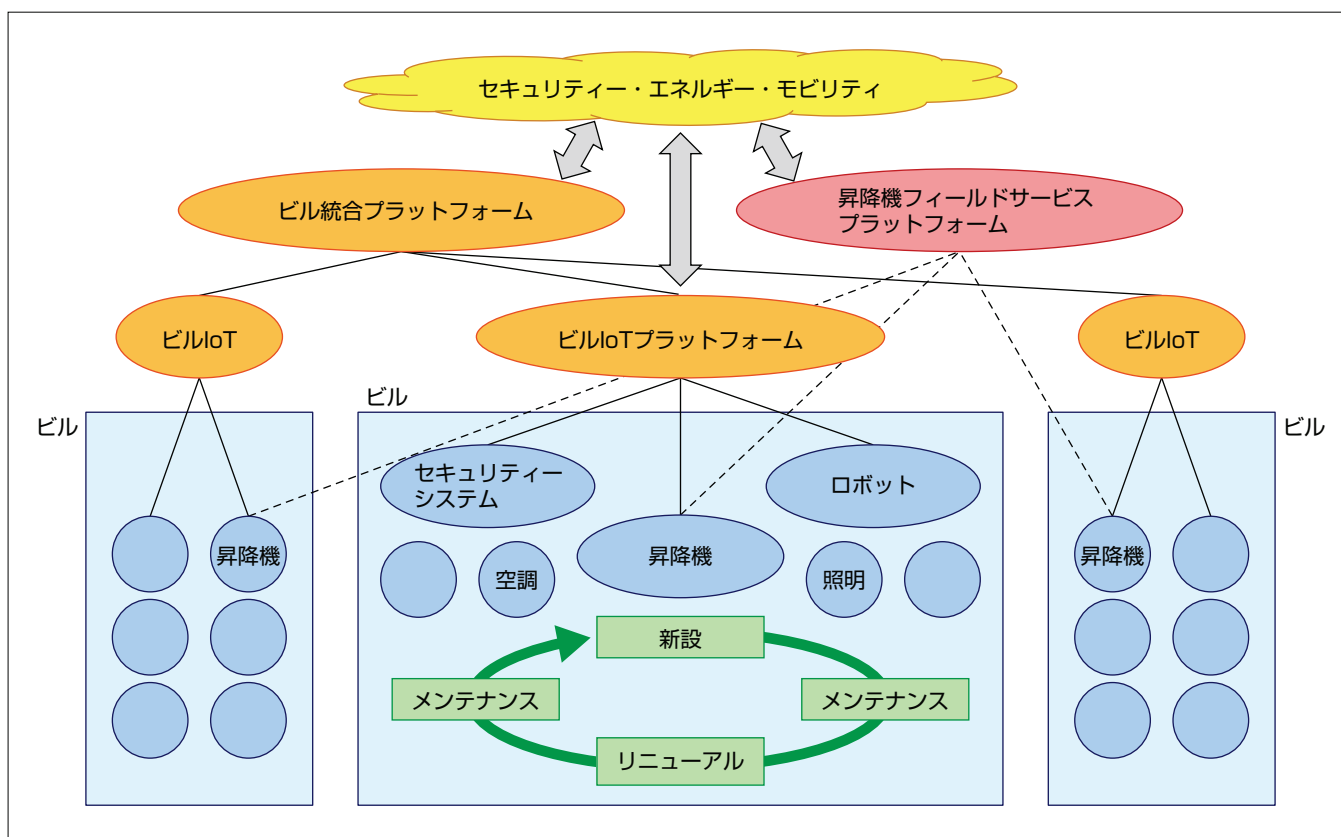 セキュリティー・エネルギー・モビリティ
ビル統合プラットフォーム
昇降機フィールドサービス
プラットフォーム
ビルIoT
ビルIoTプラットフォーム
ビルIoT
ビル
ビル
ビル
セキュリティー
システム
ロボット
昇降機
空調
昇降機
照明
昇降機
新設
メンテナンス
メンテナンス
リニューアル